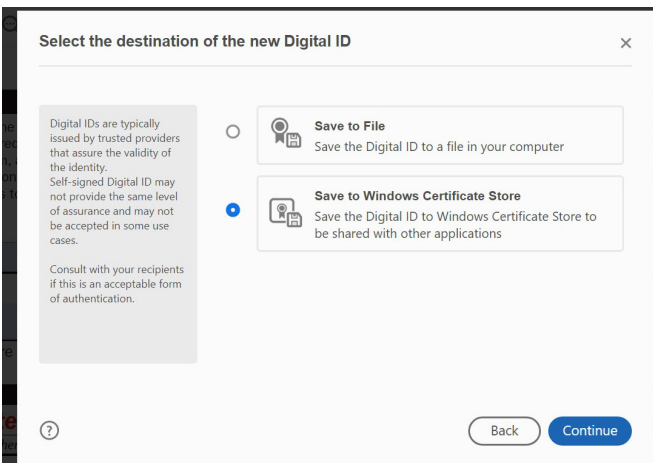 Select the destination of the new Digital ID
Digital IDs are typically
issued by trusted providers
that assure the validity of
the identity.
Self-signed Digital ID may
not provide the same level
of assurance and may not
be accepted in some use
cases.
Consult with your recipients
if this is an acceptable form
of authentication.
Save to File
Save the Digital ID to a file in your computer
Save to Windows Certificate Store
Save the Digital ID to Windows Certificate Store to
be shared with other applications
?
Back
Continue